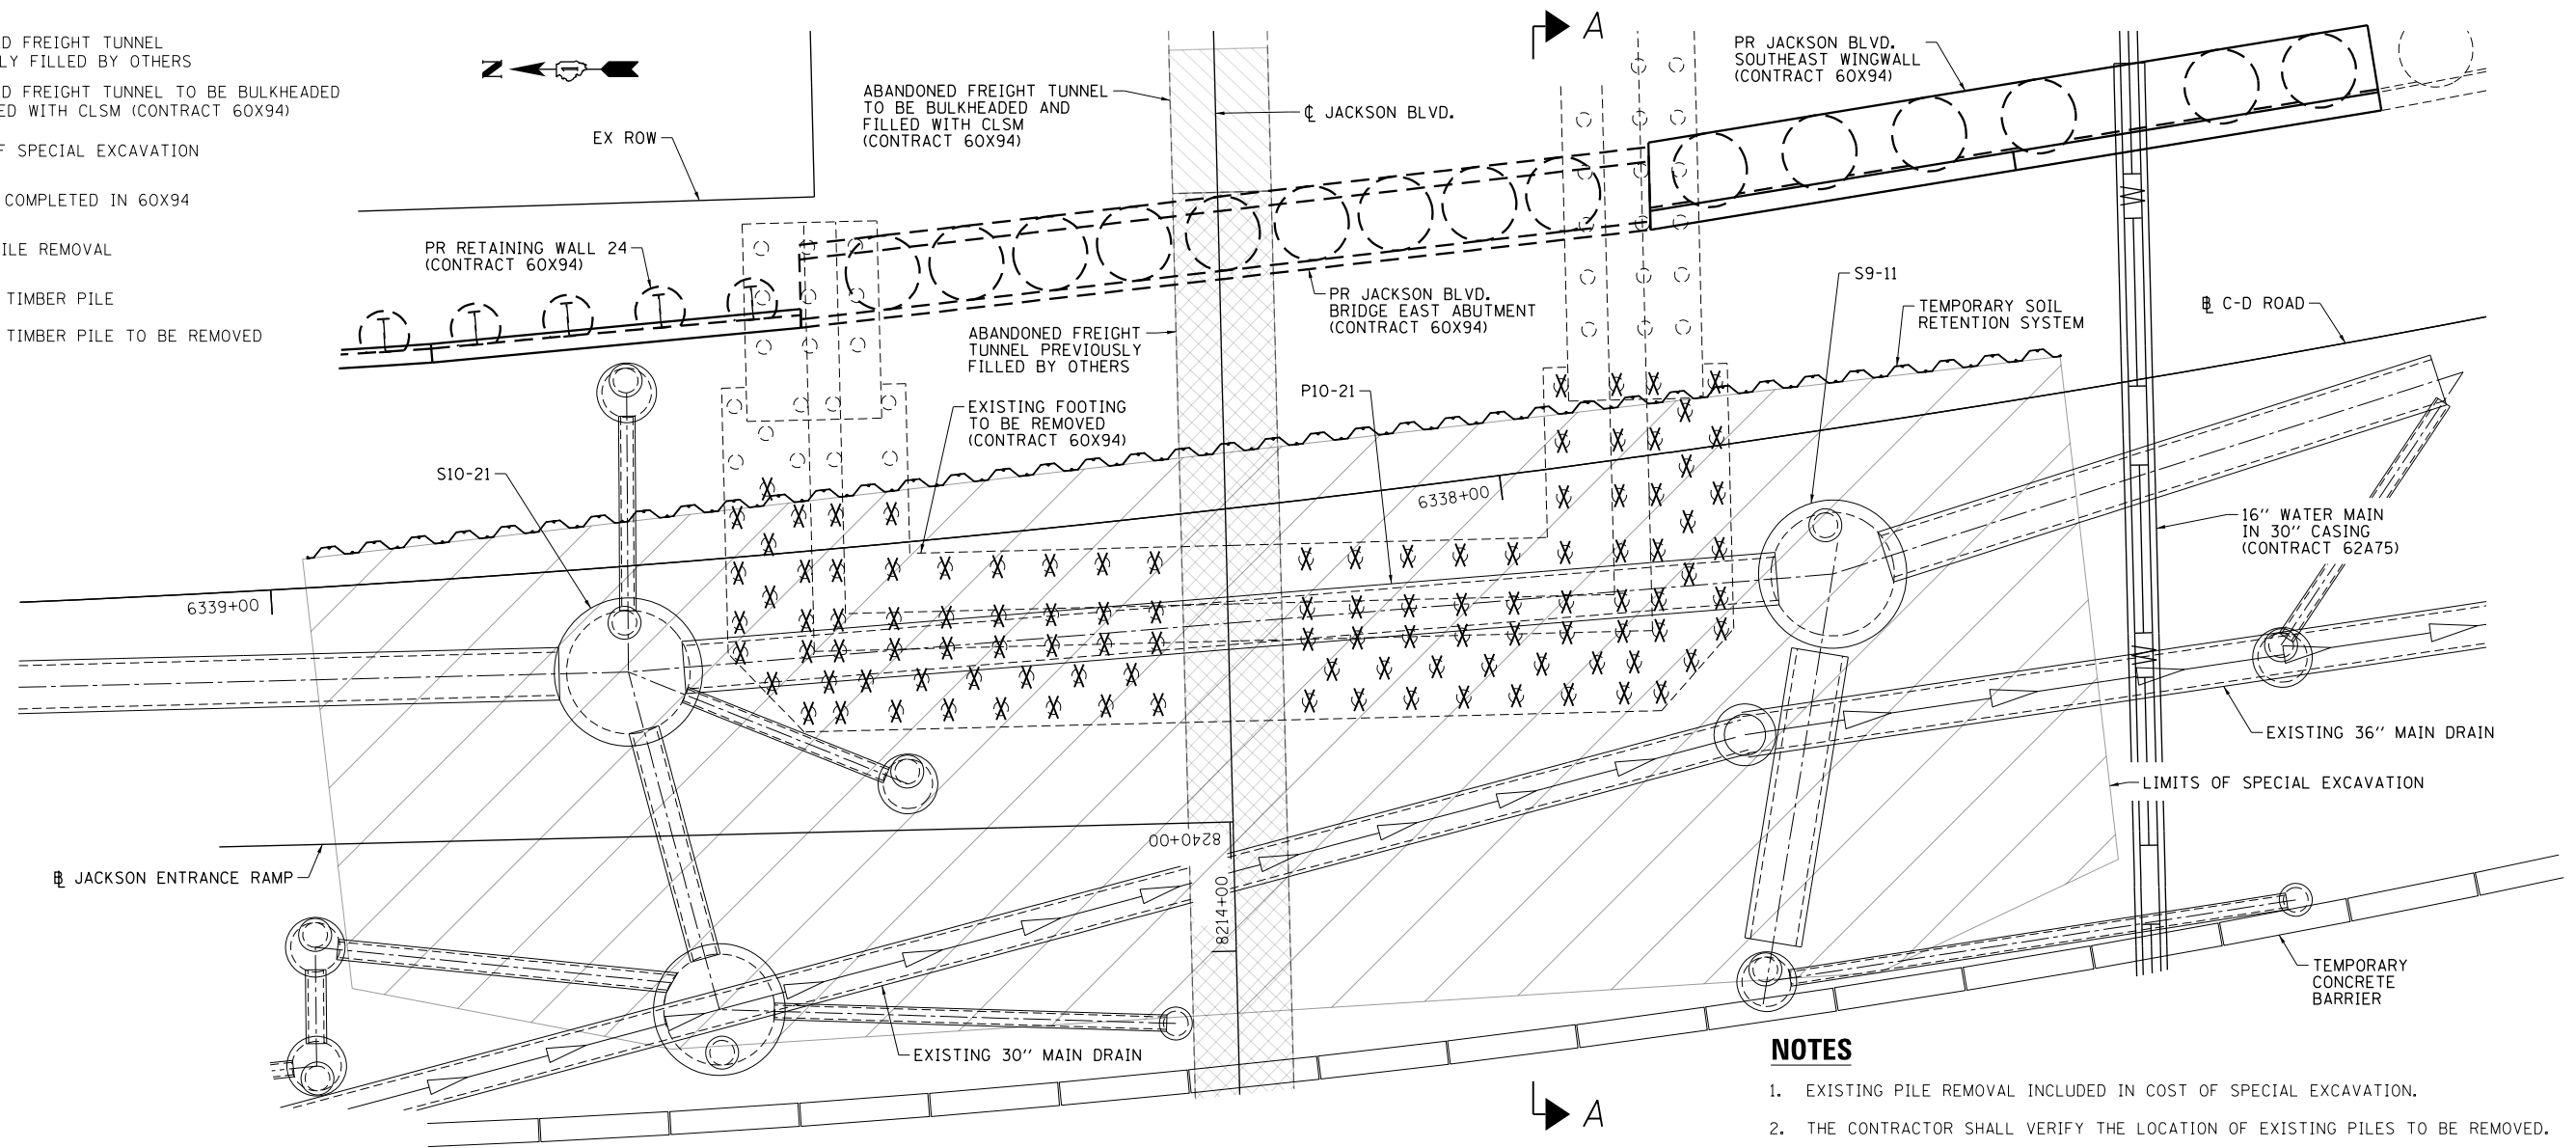 D FREIGHT TUNNEL
LY FILLED BY OTHERS
D FREIGHT TUNNEL TO BE BULKHEADED
ED WITH CLSM (CONTRACT 60X94)
F SPECIAL EXCAVATION
COMPLETED IN 60X94
ILE REMOVAL
TIMBER PILE
TIMBER PILE TO BE REMOVED
N
EX ROW
PR RETAINING WALL 24
(CONTRACT 60X94)
ABANDONED FREIGHT TUNNEL
TO BE BULKHEADED AND
FILLED WITH CLSM
(CONTRACT 60X94)
℄ JACKSON BLVD.
A
PR JACKSON BLVD.
SOUTHEAST WINGWALL
(CONTRACT 60X94)
PR JACKSON BLVD.
BRIDGE EAST ABUTMENT
(CONTRACT 60X94)
S9-11
TEMPORARY SOIL
RETENTION SYSTEM
BL C-D ROAD
ABANDONED FREIGHT
TUNNEL PREVIOUSLY
FILLED BY OTHERS
P10-21
EXISTING FOOTING
TO BE REMOVED
(CONTRACT 60X94)
S10-21
6338+00
6339+00
16" WATER MAIN
IN 30" CASING
(CONTRACT 62A75)
EXISTING 36" MAIN DRAIN
LIMITS OF SPECIAL EXCAVATION
8240+00
BL JACKSON ENTRANCE RAMP
8214+00
TEMPORARY
CONCRETE
BARRIER
EXISTING 30" MAIN DRAIN
A
NOTES
1. EXISTING PILE REMOVAL INCLUDED IN COST OF SPECIAL EXCAVATION.
2. THE CONTRACTOR SHALL VERIFY THE LOCATION OF EXISTING PILES TO BE REMOVED.